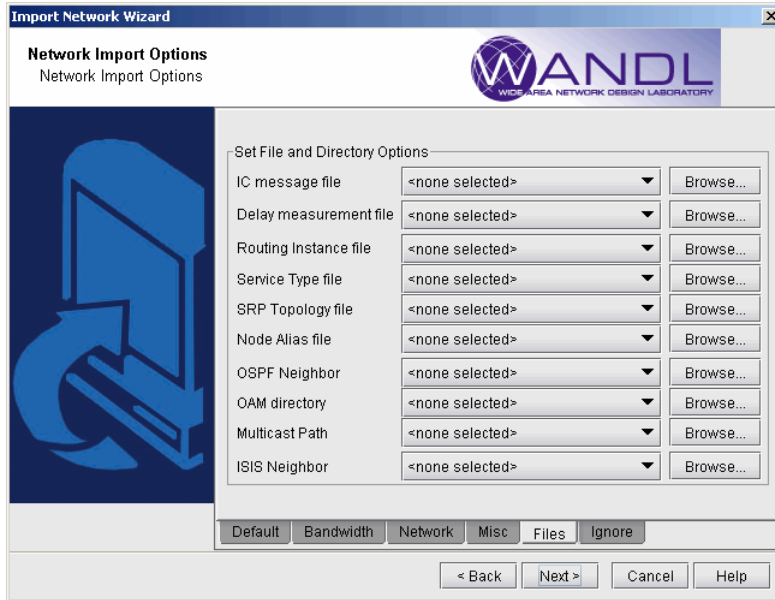 Import Network Wizard
Network Import Options
Network Import Options
WANDL
WIDE AREA NETWORK DESIGN LABORATORY
Set File and Directory Options
IC message file <none selected> Browse...
Delay measurement file <none selected> Browse...
Routing Instance file <none selected> Browse...
Service Type file <none selected> Browse...
SRP Topology file <none selected> Browse...
Node Alias file <none selected> Browse...
OSPF Neighbor <none selected> Browse...
OAM directory <none selected> Browse...
Multicast Path <none selected> Browse...
ISIS Neighbor <none selected> Browse...
Default Bandwidth Network Misc Files Ignore
< Back Next > Cancel Help